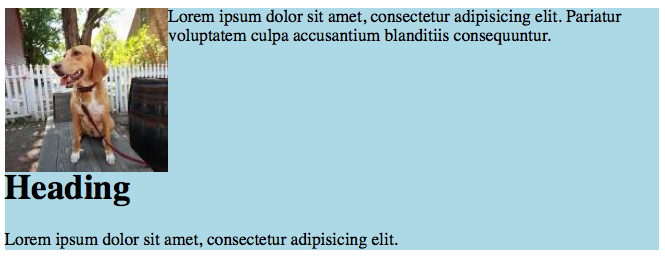 Lorem ipsum dolor sit amet, consectetur adipisicing elit. Pariatur
voluptatem culpa accusantium blanditiis consequuntur.
Heading
Lorem ipsum dolor sit amet, consectetur adipisicing elit.